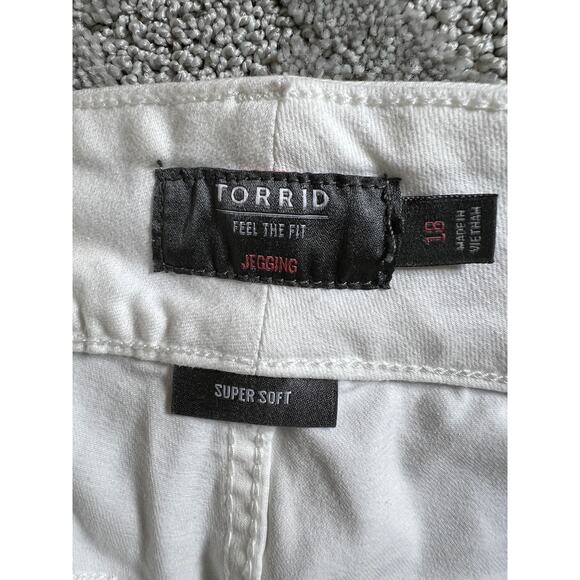 TORRID
FEEL THE FIT
JEGGING
18
MADE IN
VIETNAM
SUPER SOFT